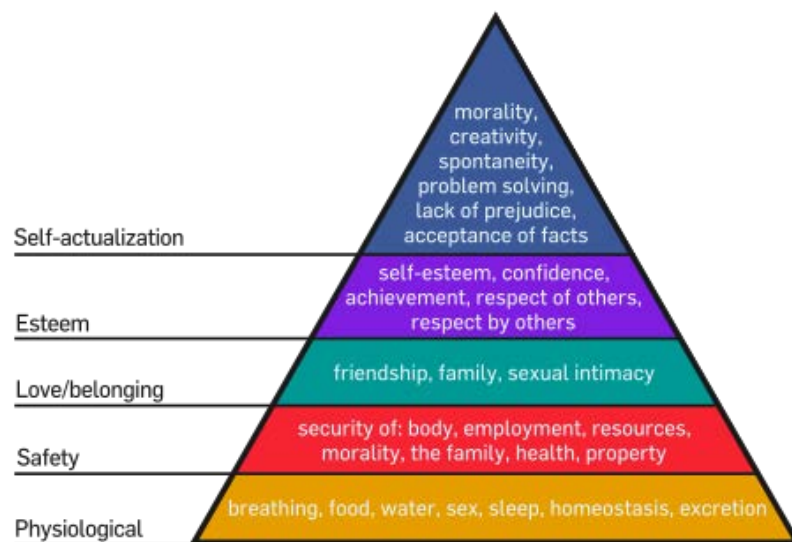 morality,
creativity,
spontaneity,
problem solving,
lack of prejudice,
acceptance of facts
Self-actualization
self-esteem, confidence,
achievement, respect of others,
respect by others
Esteem
friendship, family, sexual intimacy
Love/belonging
security of: body, employment, resources,
morality, the family, health, property
Safety
breathing, food, water, sex, sleep, homeostasis, excretion
Physiological